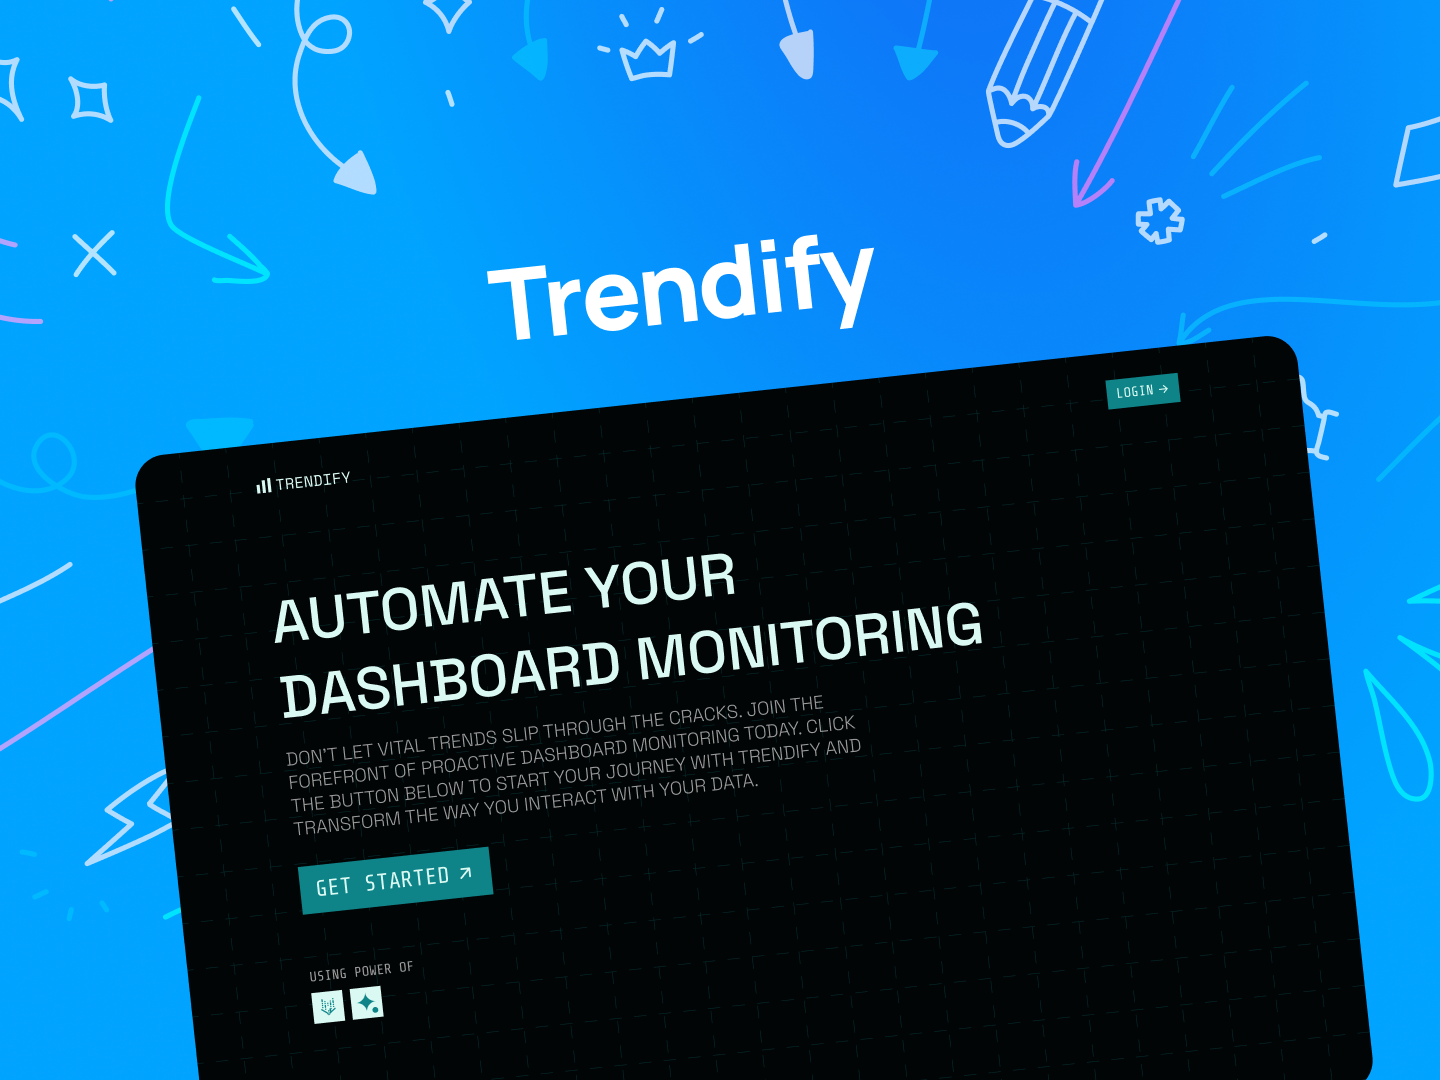 Trendify
LOGIN →
TRENDIFY
AUTOMATE YOUR
DASHBOARD MONITORING
DON'T LET VITAL TRENDS SLIP THROUGH THE CRACKS. JOIN THE
FOREFRONT OF PROACTIVE DASHBOARD MONITORING TODAY. CLICK
THE BUTTON BELOW TO START YOUR JOURNEY WITH TRENDIFY AND
TRANSFORM THE WAY YOU INTERACT WITH YOUR DATA.
GET STARTED ↗
USING POWER OF